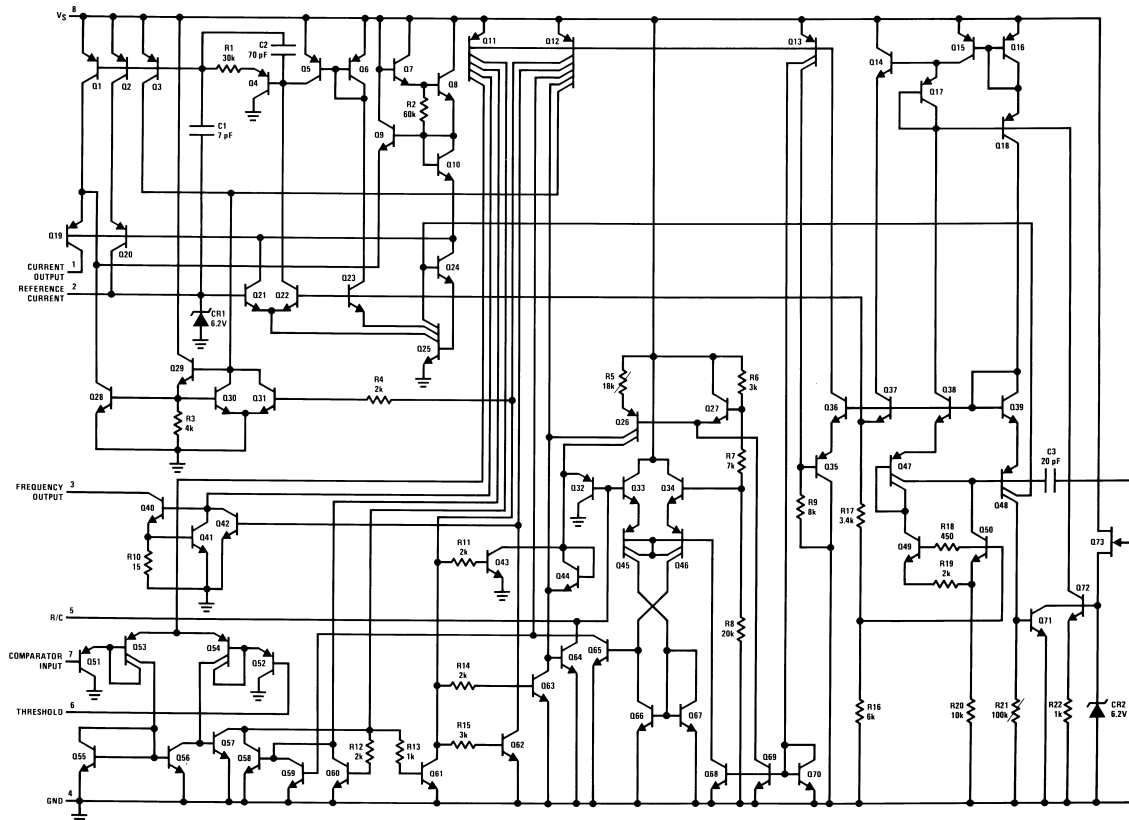 VS 8
Q1
Q2
Q3
R1
30k
C2
70 pF
Q4
Q5
Q6
Q7
Q8
R2
60k
Q9
Q10
Q11
Q12
Q13
Q14
Q15
Q16
Q17
Q18
C1
7 pF
Q19
Q20
CURRENT
OUTPUT 1
REFERENCE
CURRENT 2
Q21
Q22
Q23
Q24
Q25
CR1
6.2V
Q28
Q29
Q30
Q31
R3
4k
R4
2k
R5
18k
Q26
Q27
R6
3k
R7
7k
Q36
Q37
Q38
Q39
Q35
R9
8k
R17
3.4k
Q47
Q48
C3
20 pF
FREQUENCY
OUTPUT 3
Q40
Q41
Q42
R10
15
Q32
Q33
Q34
Q45
Q46
R11
2k
Q43
Q44
Q49
R18
450
R19
2k
Q50
Q73
Q72
Q71
R/C 5
R8
20k
COMPARATOR
INPUT 7
Q51
Q53
Q54
Q52
THRESHOLD 6
R14
2k
Q63
Q64
Q65
R15
3k
Q62
Q66
Q67
R16
6k
R20
10k
R21
100k
R22
1k
CR2
6.2V
Q55
Q56
Q57
Q58
Q59
Q60
R12
2k
R13
1k
Q61
Q68
Q69
Q70
GND 4